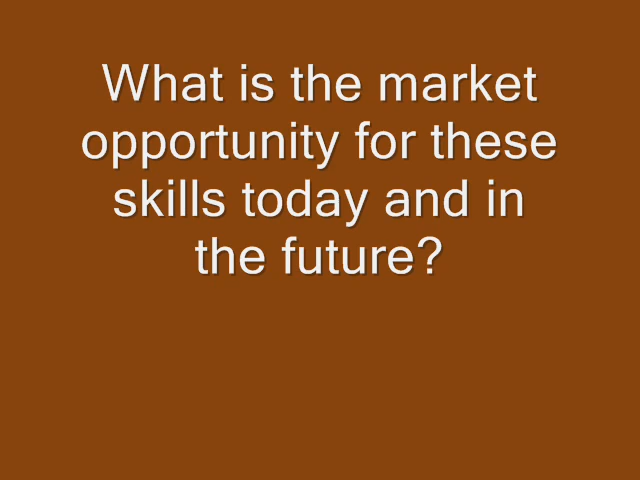 What is the market
opportunity for these
skills today and in
the future?